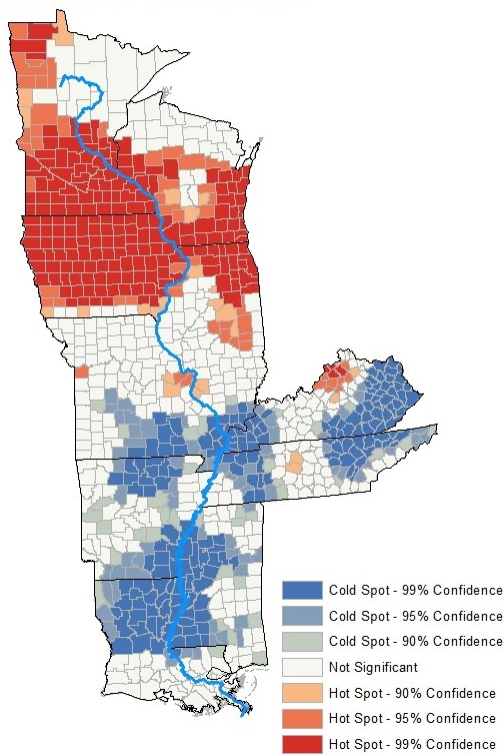 Cold Spot - 99% Confidence
Cold Spot - 95% Confidence
Cold Spot - 90% Confidence
Not Significant
Hot Spot - 90% Confidence
Hot Spot - 95% Confidence
Hot Spot - 99% Confidence